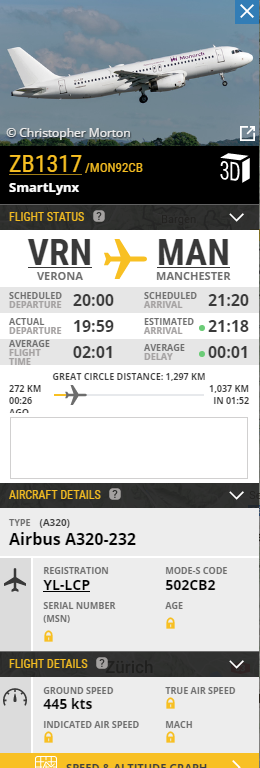 Monarch
© Christopher Morton
ZB1317 /MON92CB
3D
SmartLynx
FLIGHT STATUS ?
VRN MAN
VERONA MANCHESTER
SCHEDULED DEPARTURE 20:00 SCHEDULED ARRIVAL 21:20
ACTUAL DEPARTURE 19:59 ESTIMATED ARRIVAL 21:18
AVERAGE FLIGHT TIME 02:01 AVERAGE DELAY 00:01
GREAT CIRCLE DISTANCE: 1,297 KM
272 KM 1,037 KM
00:26 IN 01:52
AGO
AIRCRAFT DETAILS ?
TYPE (A320)
Airbus A320-232
REGISTRATION MODE-S CODE
YL-LCP 502CB2
SERIAL NUMBER AGE
(MSN)
FLIGHT DETAILS ? Zürich
GROUND SPEED TRUE AIR SPEED
445 kts
INDICATED AIR SPEED MACH
SPEED & ALTITUDE GRAPH